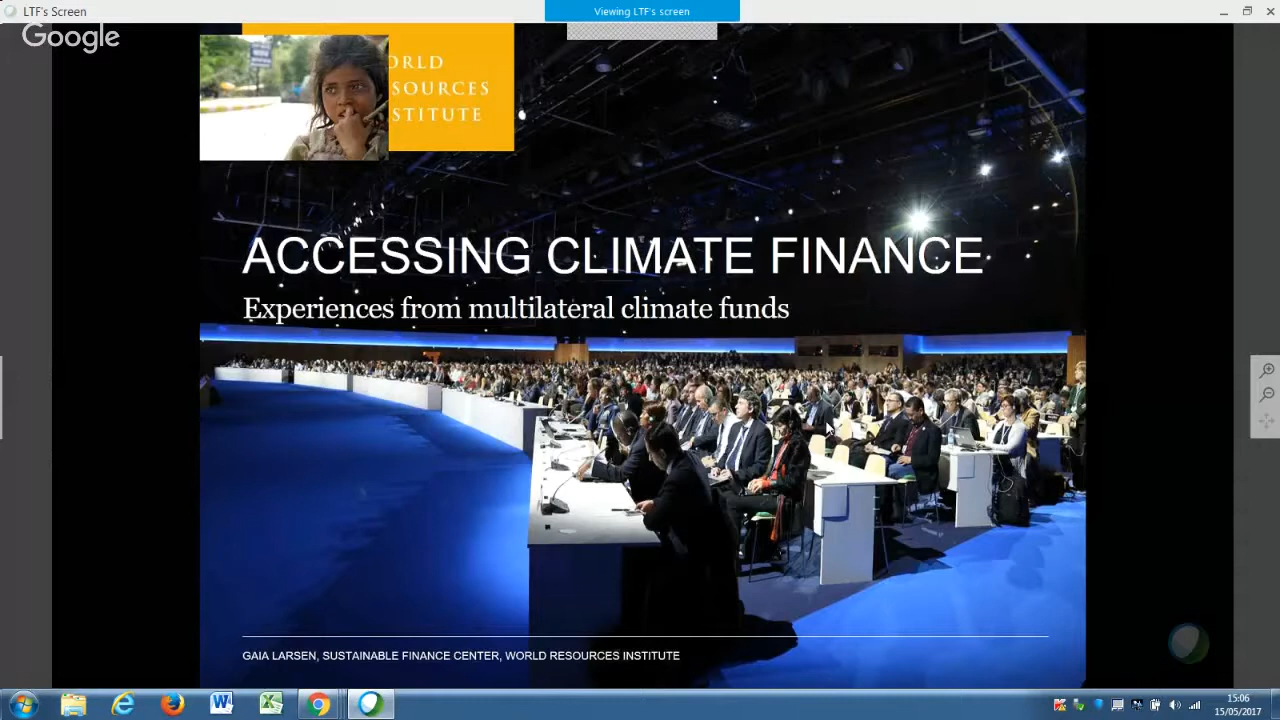 LTF's Screen
Viewing LTF's screen
Google
ORLD
SOURCES
STITUTE
ACCESSING CLIMATE FINANCE
Experiences from multilateral climate funds
GAIA LARSEN, SUSTAINABLE FINANCE CENTER, WORLD RESOURCES INSTITUTE
15:06
15/05/2017